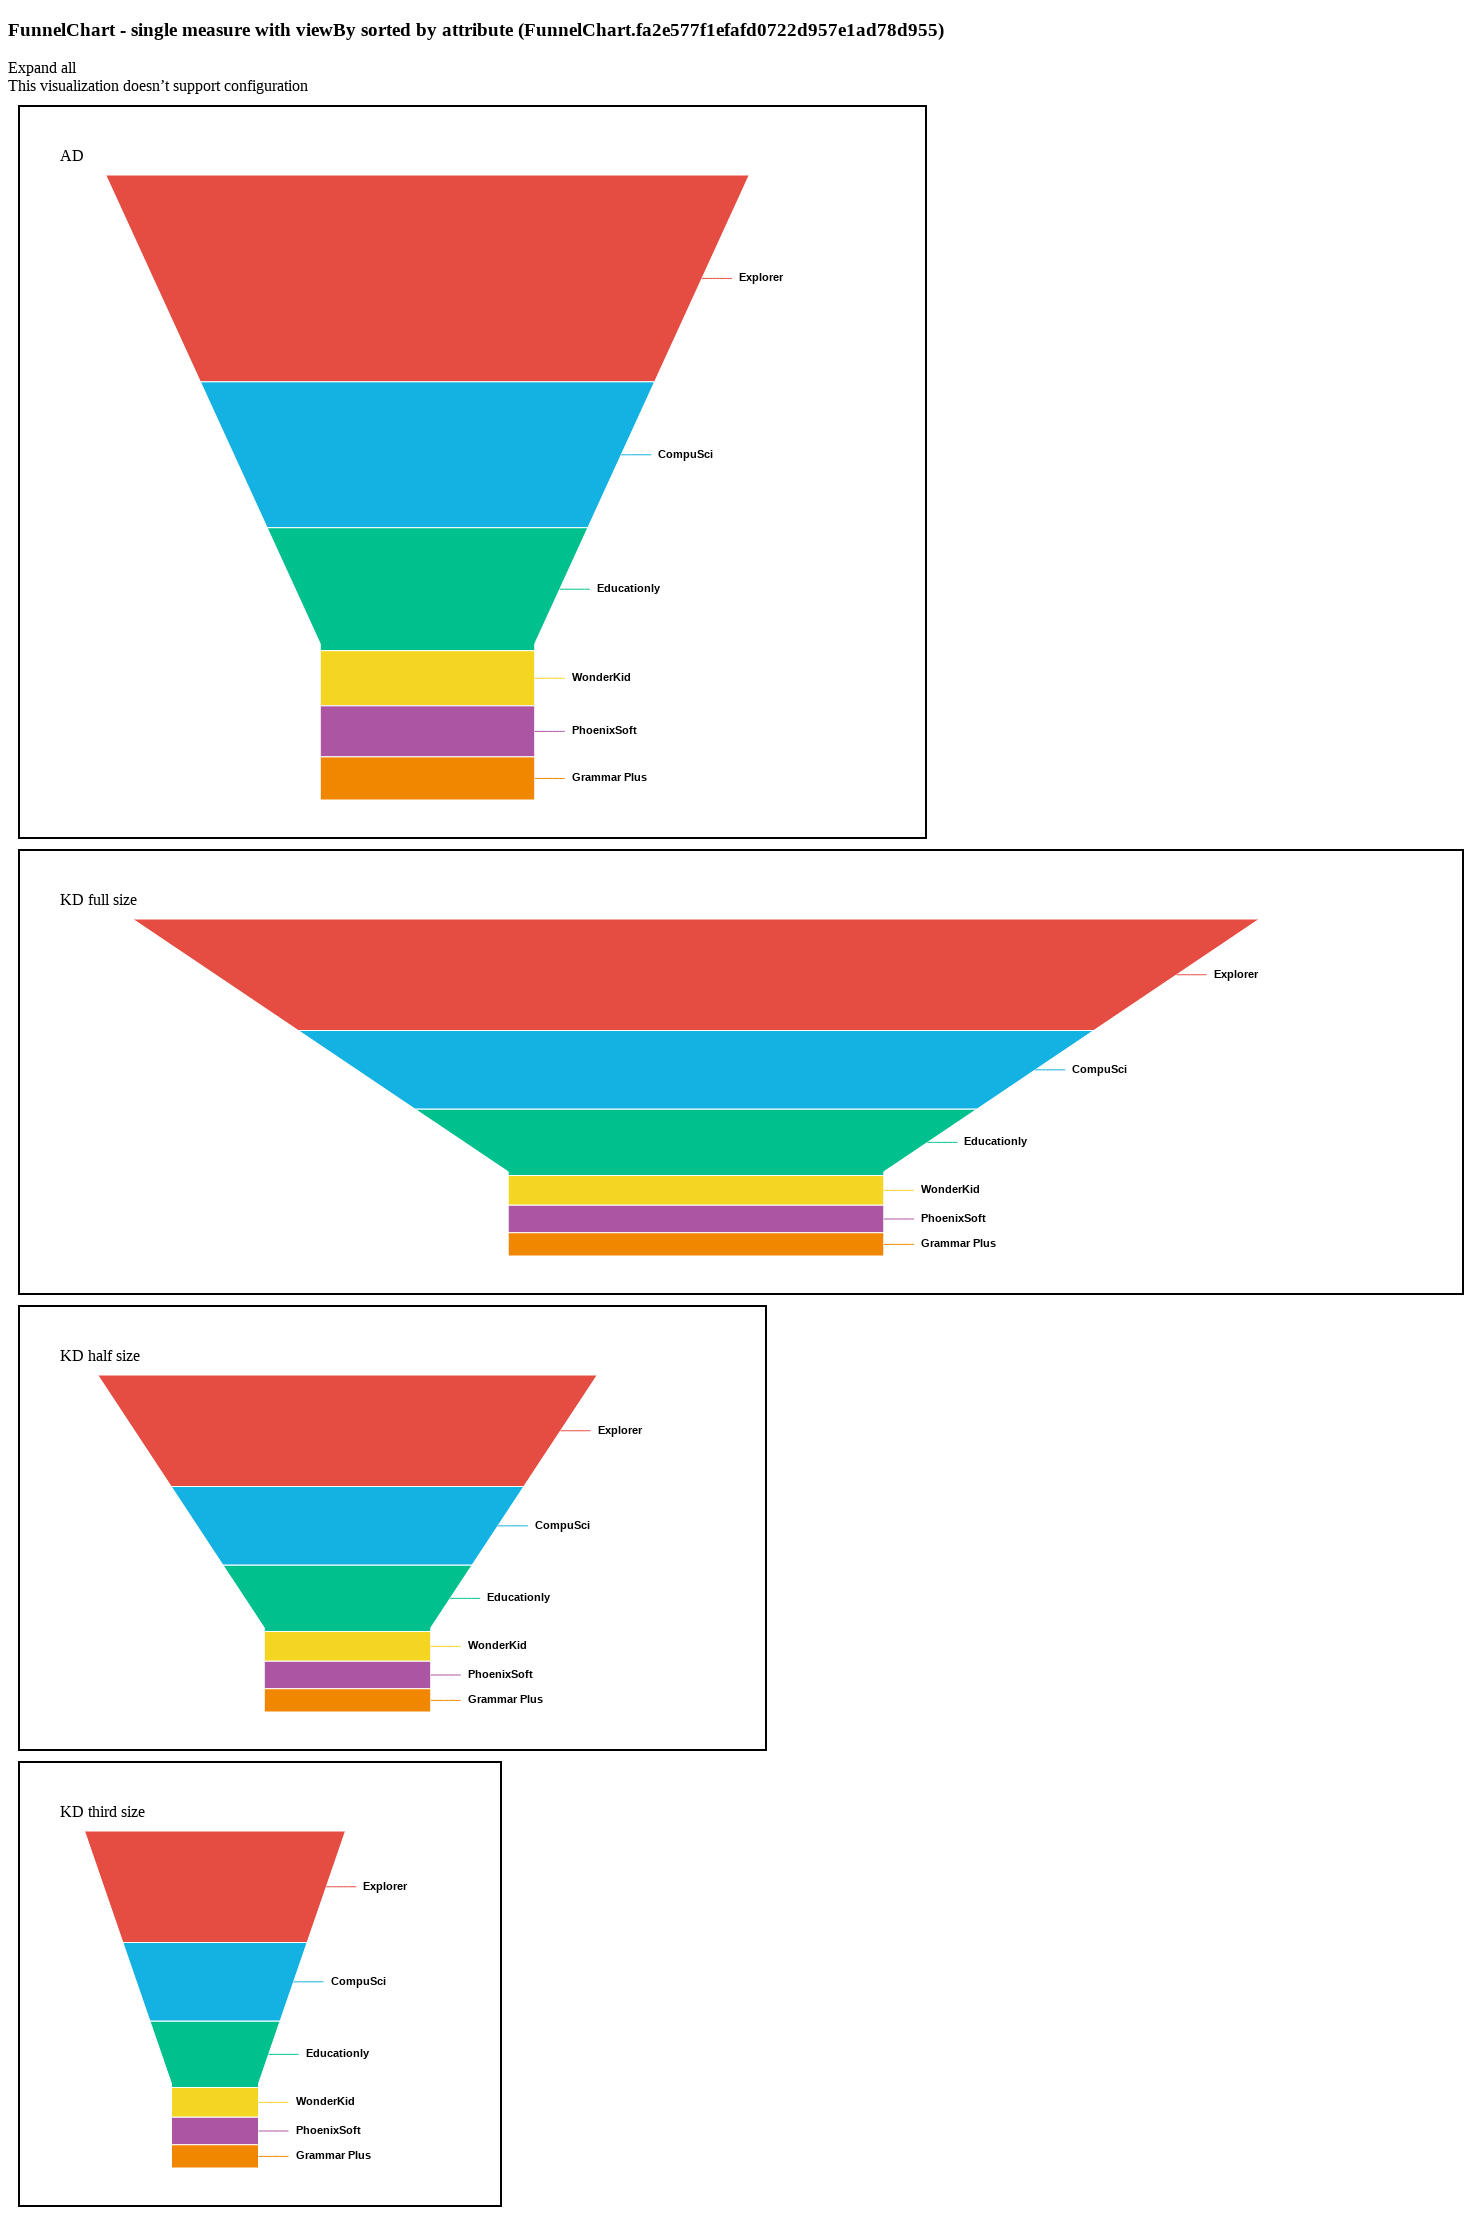 FunnelChart - single measure with viewBy sorted by attribute (FunnelChart.fa2e577f1efafd0722d957e1ad78d955)
Expand all
This visualization doesn’t support configuration
AD
Explorer
CompuSci
Educationly
WonderKid
PhoenixSoft
Grammar Plus
KD full size
Explorer
CompuSci
Educationly
WonderKid
PhoenixSoft
Grammar Plus
KD half size
Explorer
CompuSci
Educationly
WonderKid
PhoenixSoft
Grammar Plus
KD third size
Explorer
CompuSci
Educationly
WonderKid
PhoenixSoft
Grammar Plus